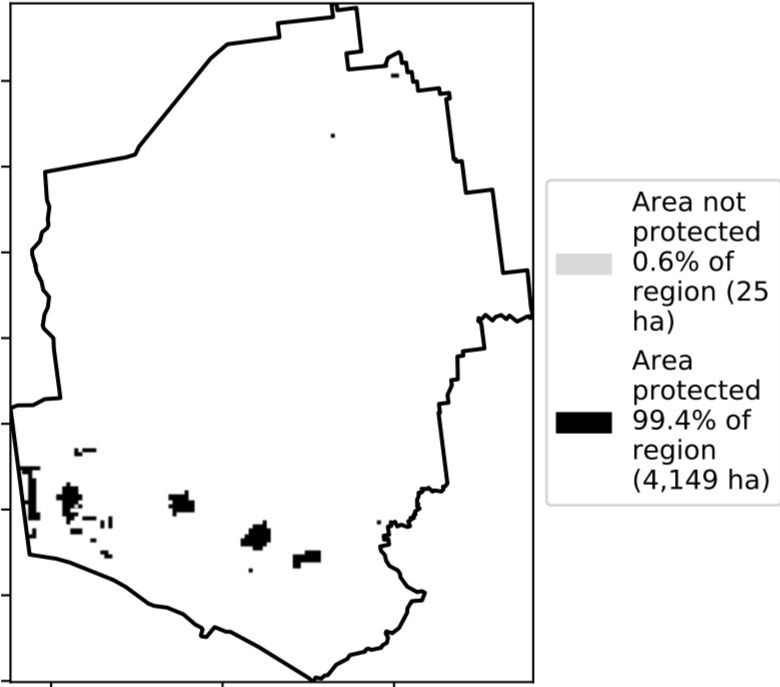 Area not
protected
0.6% of
region (25
ha)
Area
protected
99.4% of
region
(4,149 ha)